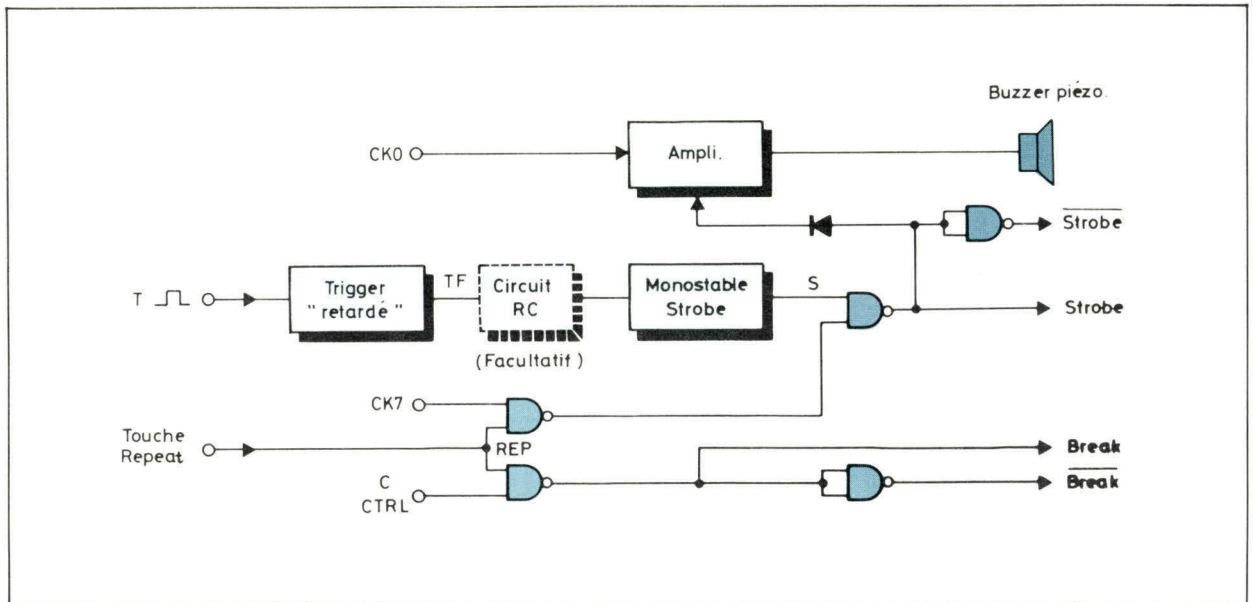 Buzzer piézo.
CK0
Ampli.
Strobe
T
Trigger
" retardé "
TF
Circuit
RC
(Facultatif)
Monostable
Strobe
S
Strobe
CK7
Touche
Repeat
REP
Break
C
CTRL
Break